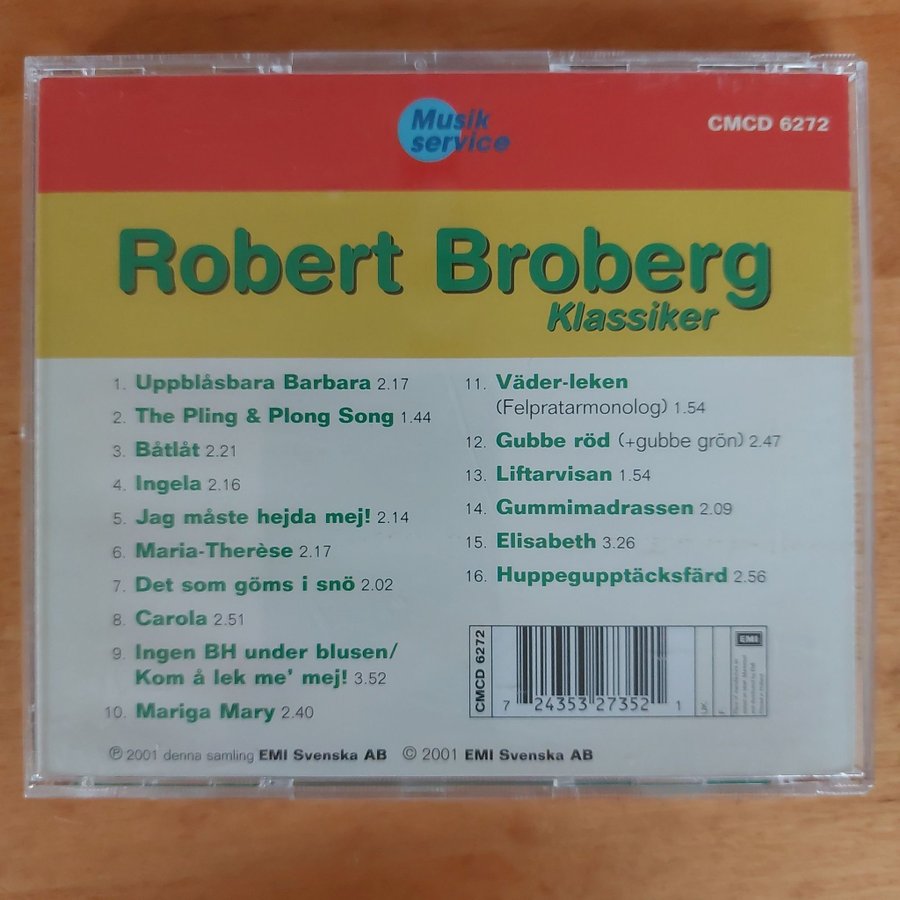 Musik
service
CMCD 6272
Robert Broberg
Klassiker
1. Uppblåsbara Barbara 2.17
2. The Pling & Plong Song 1.44
3. Båtlåt 2.21
4. Ingela 2.16
5. Jag måste hejda mej! 2.14
6. Maria-Therèse 2.17
7. Det som göms i snö 2.02
8. Carola 2.51
9. Ingen BH under blusen/
Kom å lek me' mej! 3.52
10. Mariga Mary 2.40
11. Väder-leken
(Felpratarmonolog) 1.54
12. Gubbe röd (+gubbe grön) 2.47
13. Liftarvisan 1.54
14. Gummimadrassen 2.09
15. Elisabeth 3.26
16. Huppegupptäcksfärd 2.56
CMCD 6272
7 24353 27352 1
UK:
F
EMI
℗ 2001 denna samling EMI Svenska AB © 2001 EMI Svenska AB